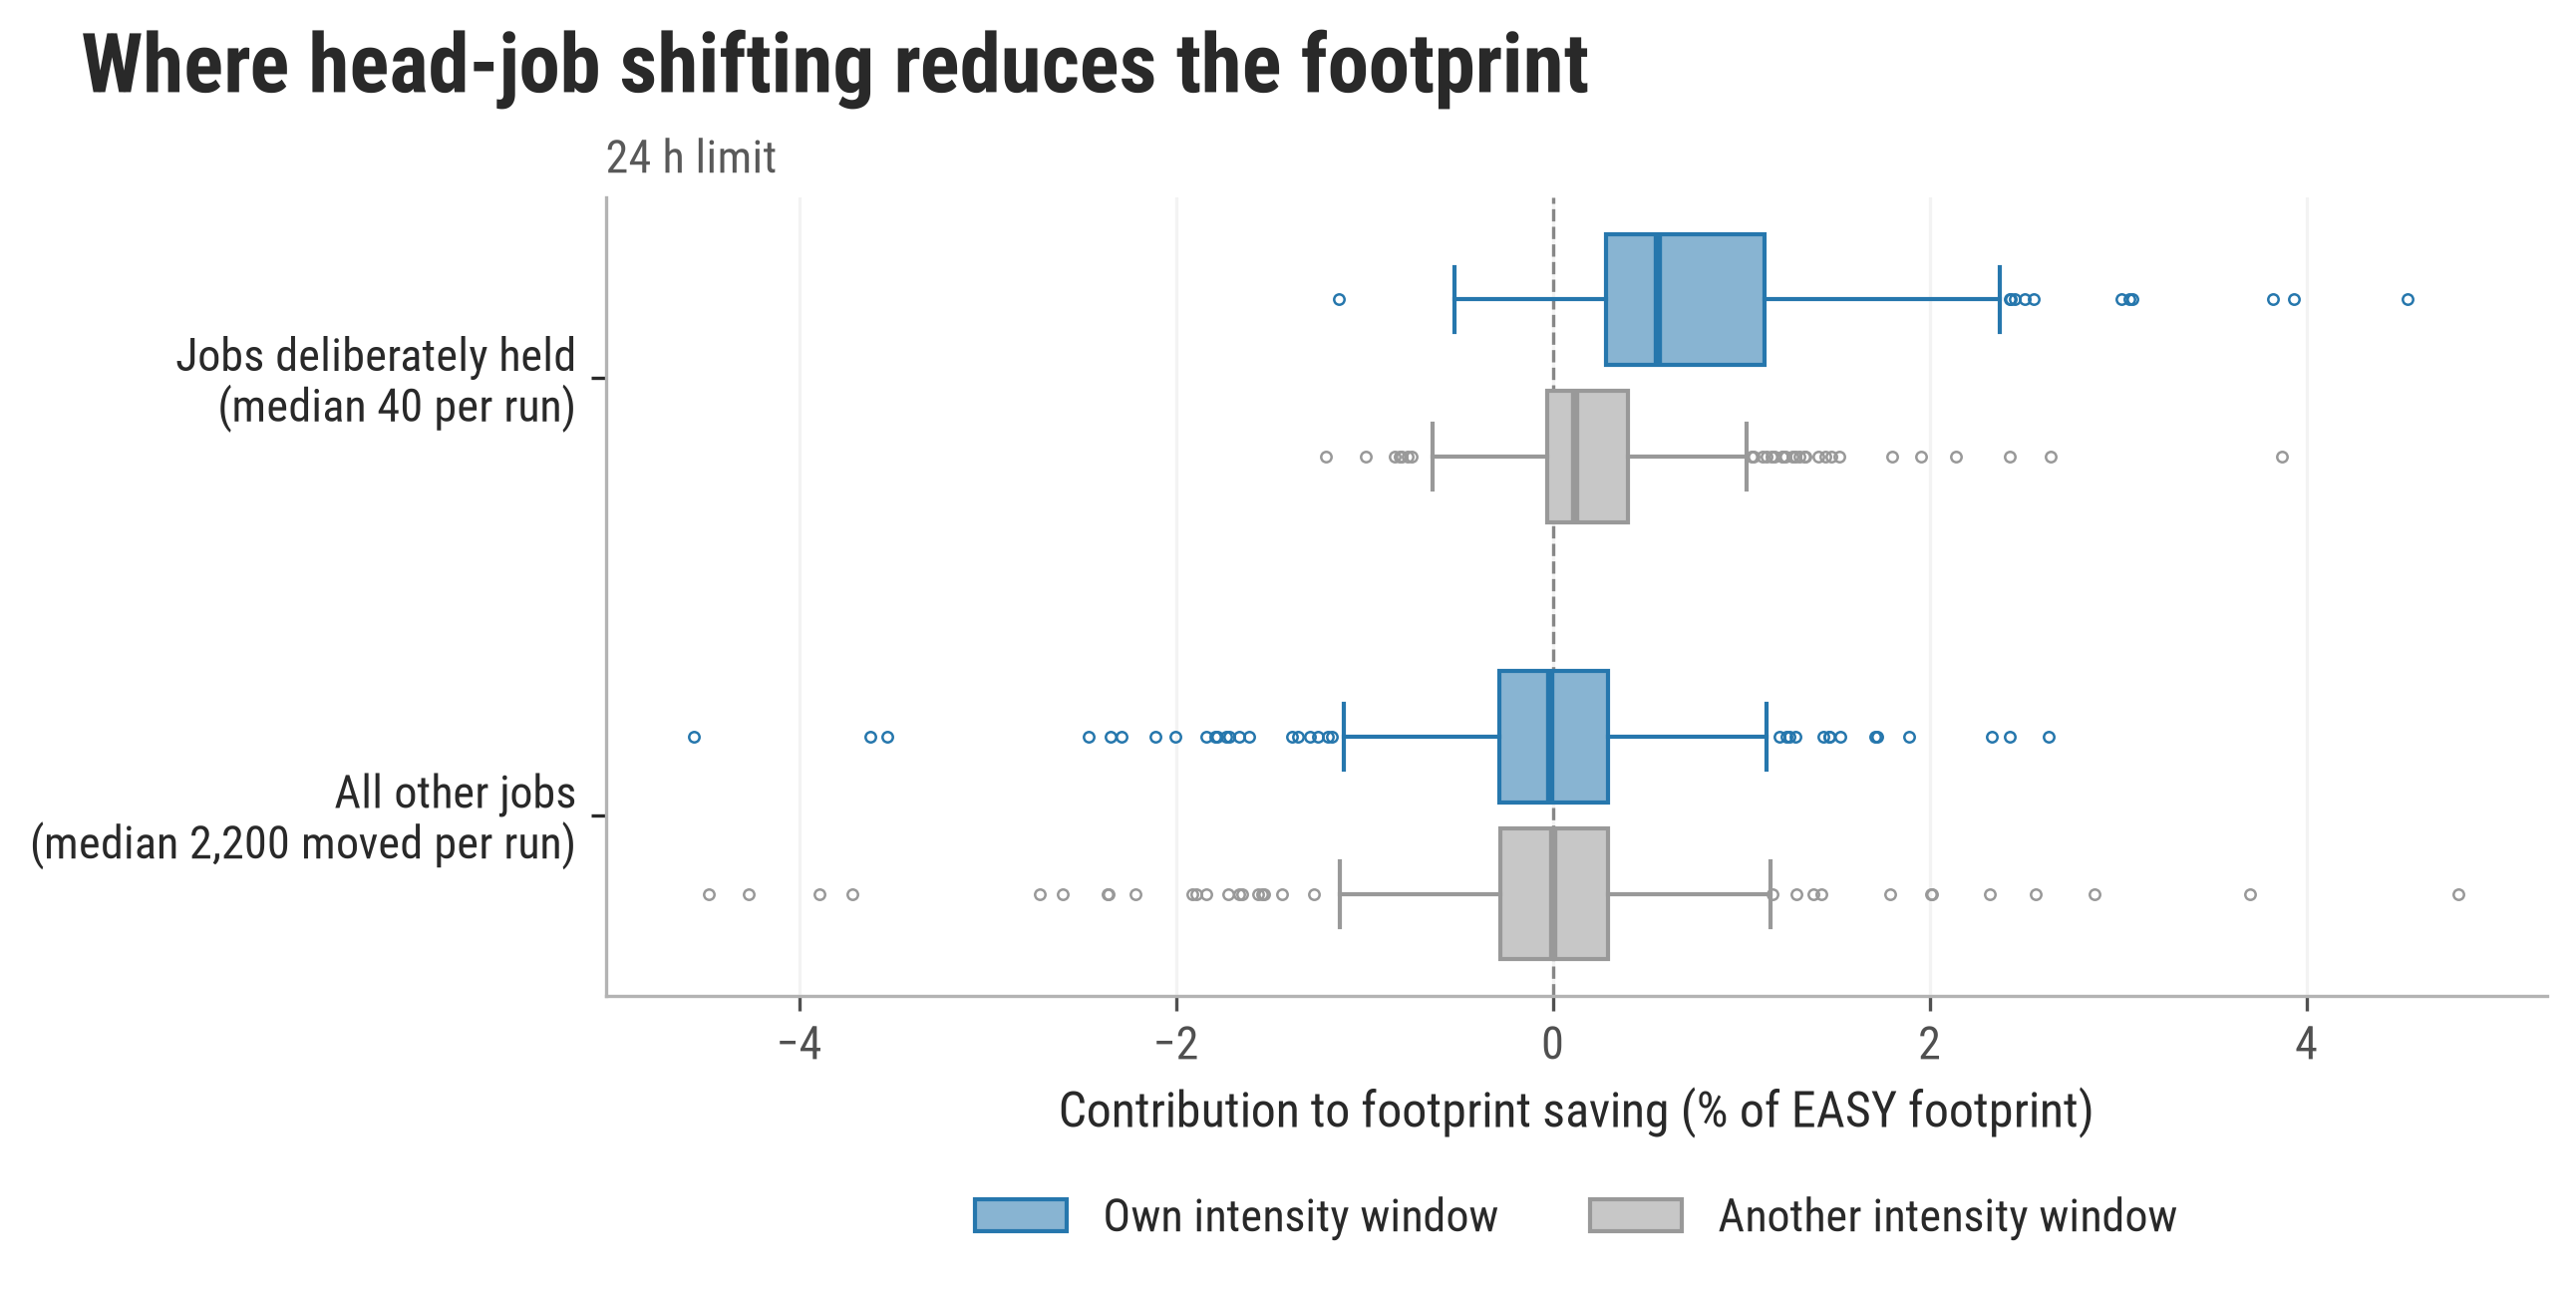 Where head-job shifting reduces the footprint
24 h limit
Jobs deliberately held
(median 40 per run)
All other jobs
(median 2,200 moved per run)
−4
−2
0
2
4
Contribution to footprint saving (% of EASY footprint)
Own intensity window
Another intensity window